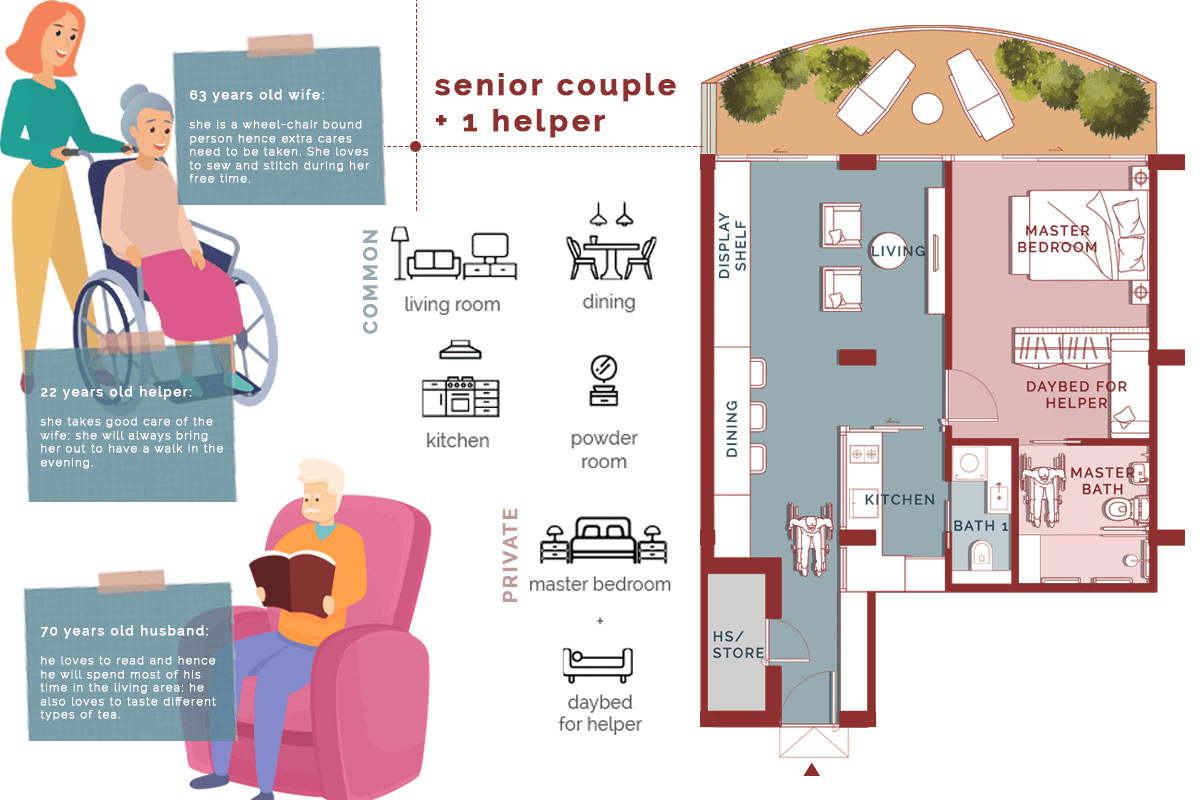 senior couple
+ 1 helper
63 years old wife:
she is a wheel-chair bound
person hence extra cares
need to be taken. She loves
to sew and stitch during her
free time.
22 years old helper:
she takes good care of the
wife; she will always bring
her out to have a walk in the
evening.
70 years old husband:
he loves to read and hence
he will spend most of his
time in the living area; he
also loves to taste different
types of tea.
COMMON
living room
dining
kitchen
powder
room
PRIVATE
master bedroom
+
daybed
for helper
DISPLAY
SHELF
LIVING
MASTER
BEDROOM
DINING
DAYBED FOR
HELPER
KITCHEN
MASTER
BATH
BATH 1
HS/
STORE